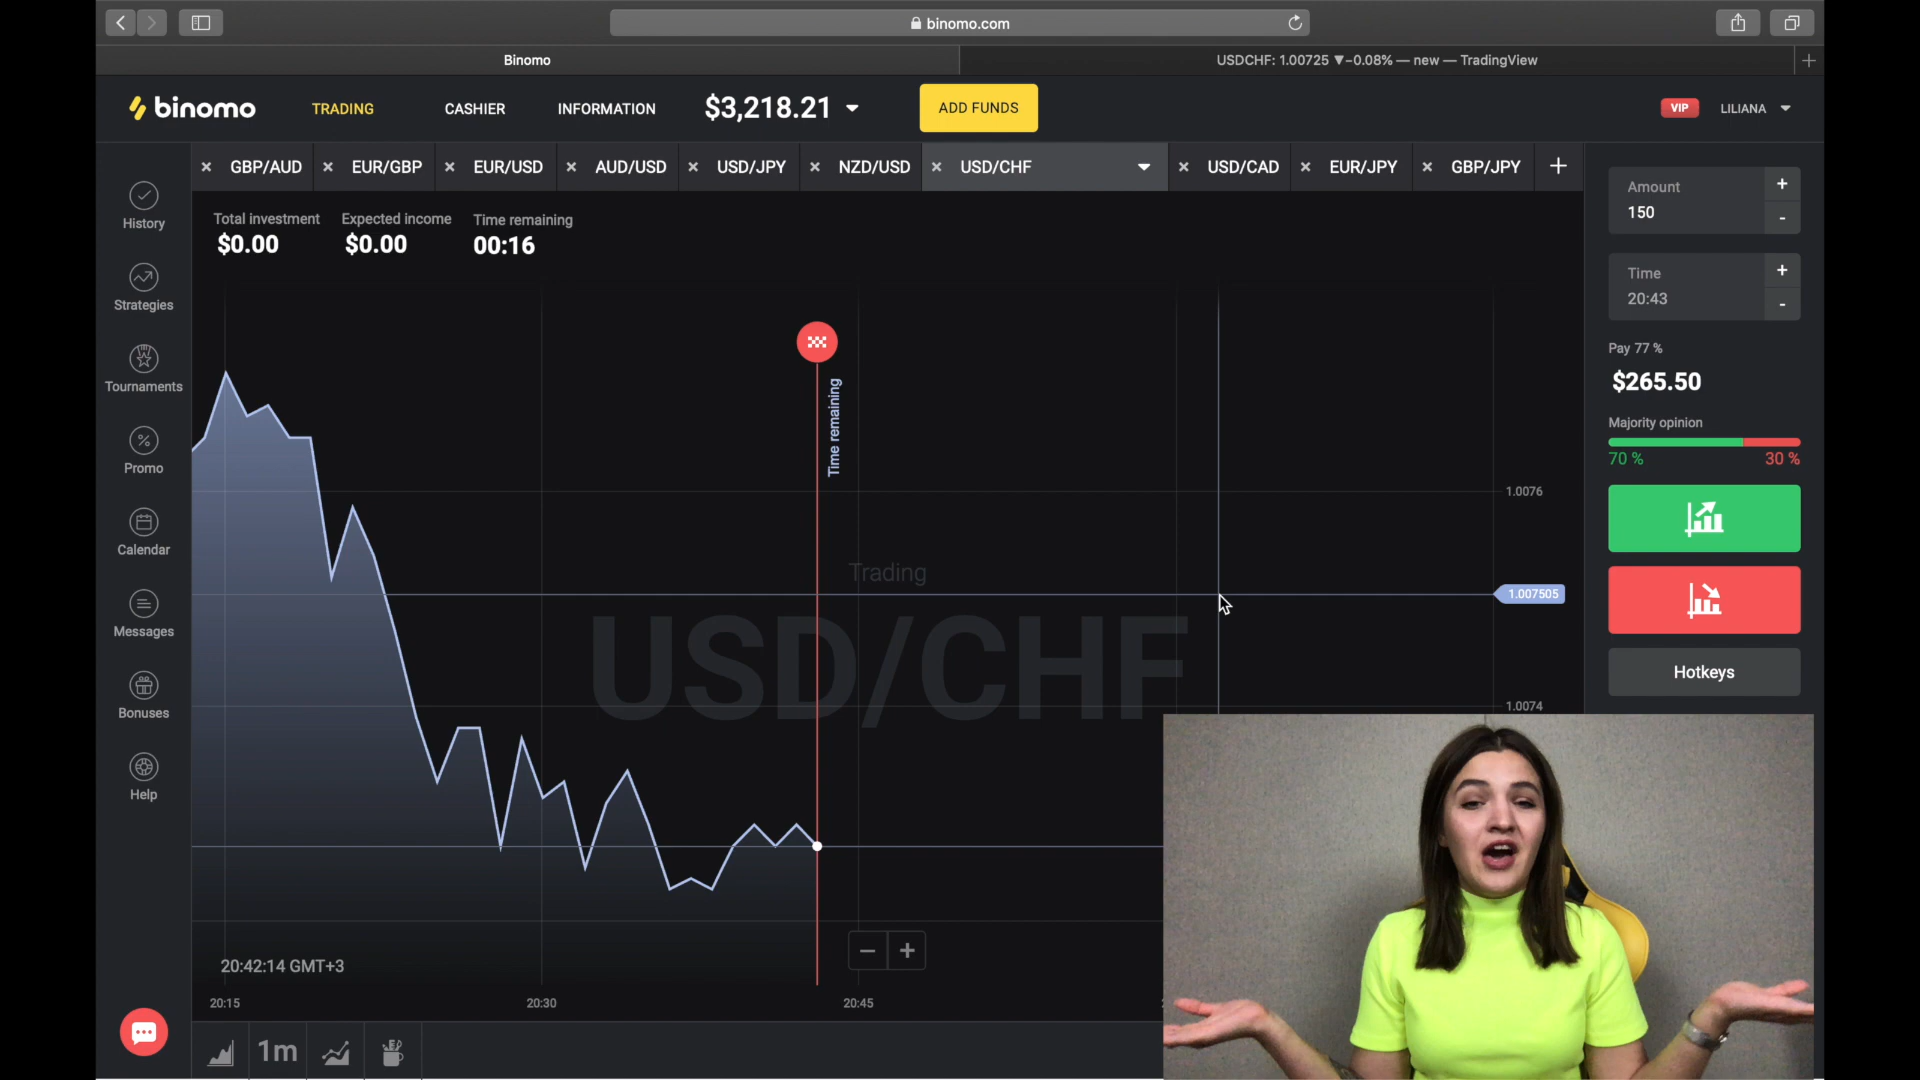 binomo.com
Binomo
USDCHF: 1.00725 ▼−0.08% — new — TradingView
binomo
TRADING
CASHIER
INFORMATION
$3,218.21
ADD FUNDS
VIP
LILIANA
GBP/AUD
EUR/GBP
EUR/USD
AUD/USD
USD/JPY
NZD/USD
USD/CHF
USD/CAD
EUR/JPY
GBP/JPY
History
Strategies
Tournaments
Promo
Calendar
Messages
Bonuses
Help
Total investment
$0.00
Expected income
$0.00
Time remaining
00:16
Time remaining
Trading
USD/CHF
1.0076
1.007505
1.0074
20:42:14 GMT+3
20:15
20:30
20:45
1m
Amount
150
+
-
Time
20:43
+
-
Pay 77 %
$265.50
Majority opinion
70 %
30 %
Hotkeys